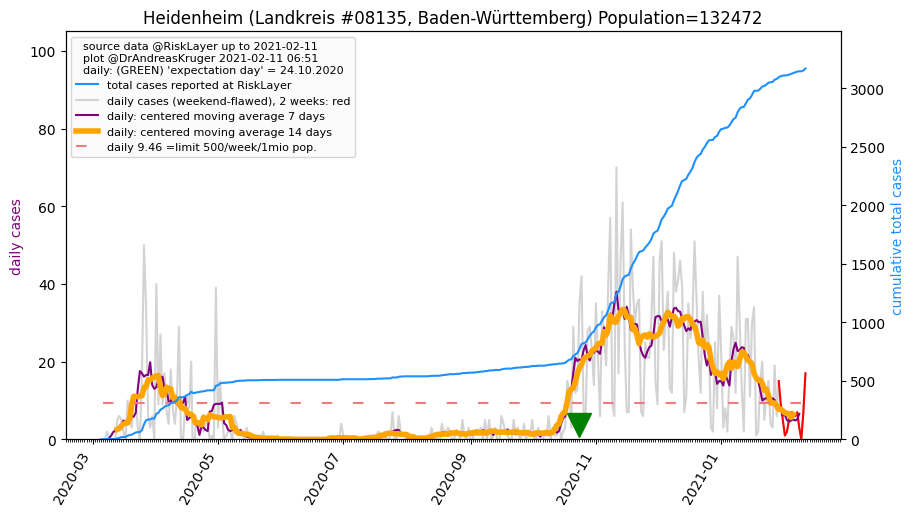 Heidenheim (Landkreis #08135, Baden-Württemberg) Population=132472
source data @RiskLayer up to 2021-02-11
plot @DrAndreasKruger 2021-02-11 06:51
daily: (GREEN) 'expectation day' = 24.10.2020
total cases reported at RiskLayer
daily cases (weekend-flawed), 2 weeks: red
daily: centered moving average 7 days
daily: centered moving average 14 days
daily 9.46 =limit 500/week/1mio pop.
daily cases
100
80
60
40
20
0
cumulative total cases
3000
2500
2000
1500
1000
500
0
2020-03
2020-05
2020-07
2020-09
2020-11
2021-01